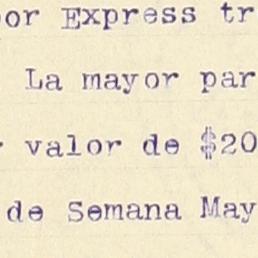 or Express tr
La mayor par
r valor de $20
de Semana May